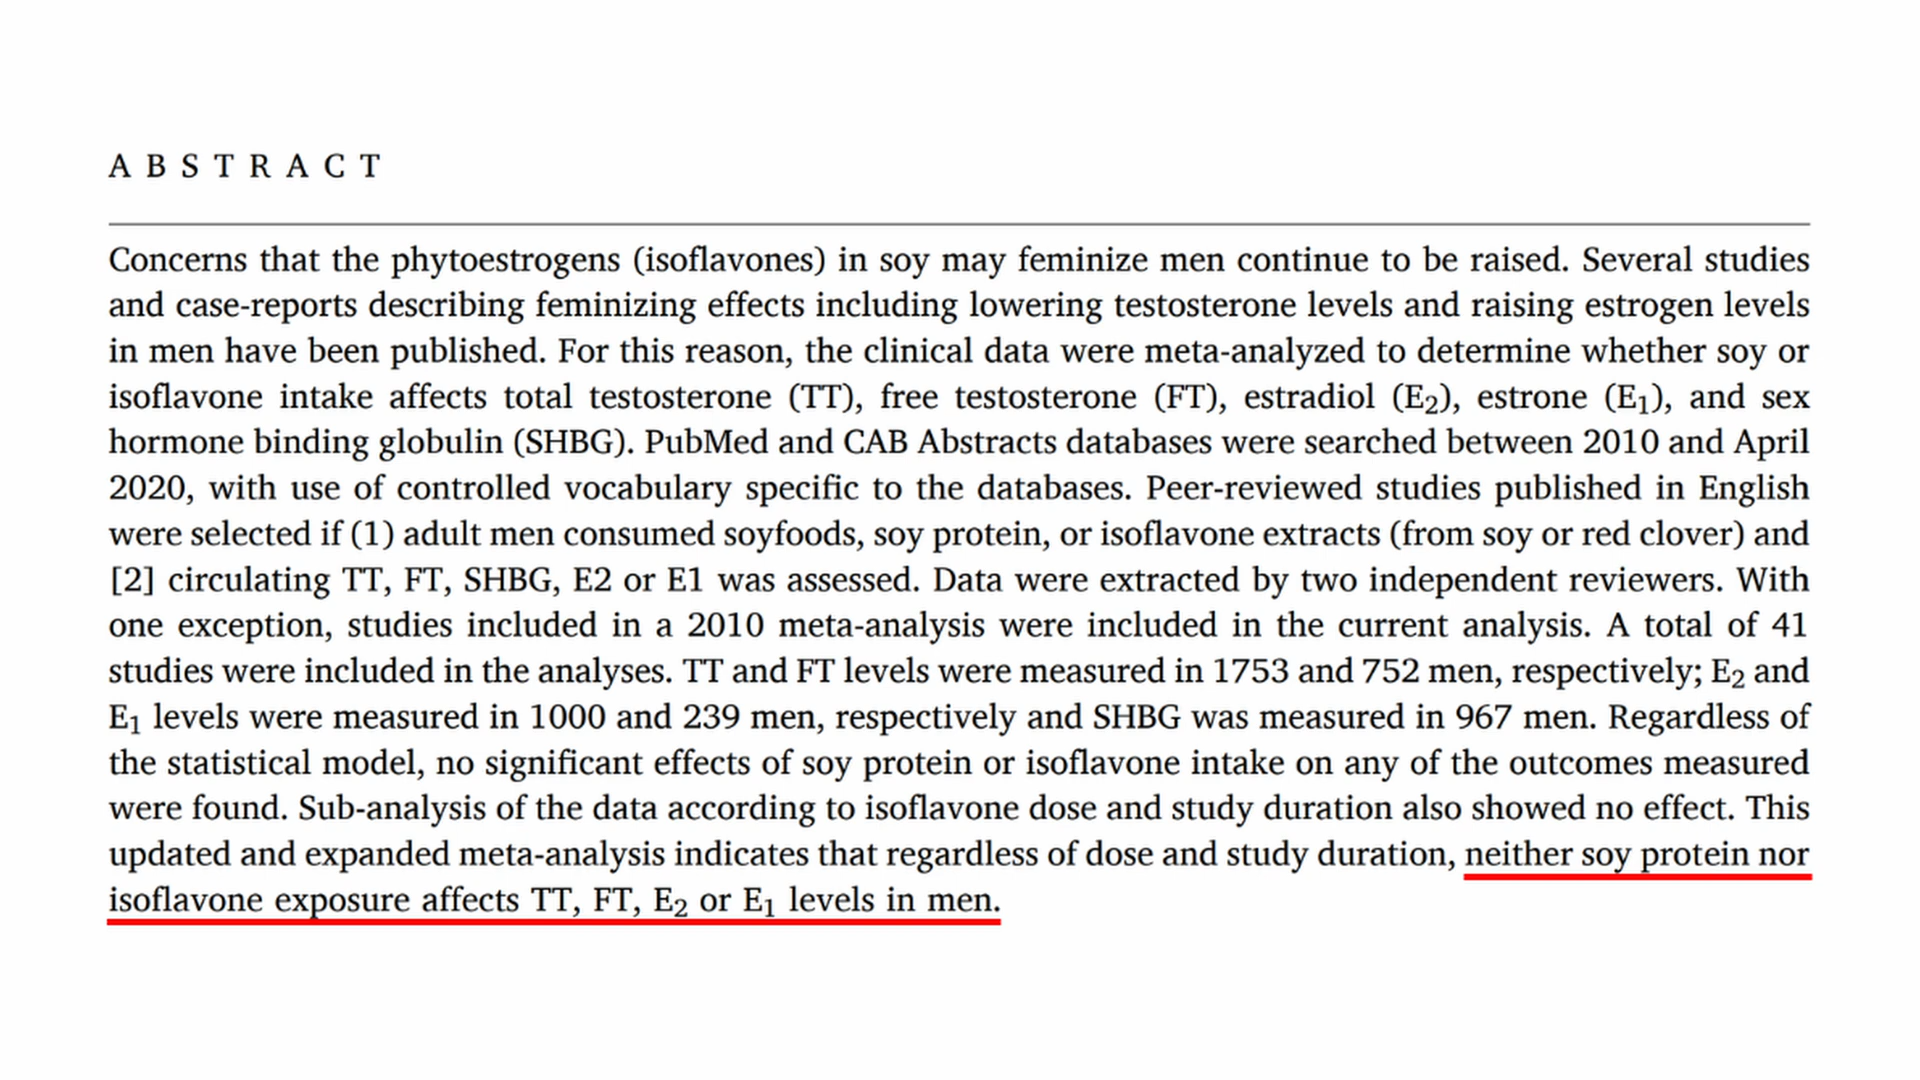 A B S T R A C T
Concerns that the phytoestrogens (isoflavones) in soy may feminize men continue to be raised. Several studies
and case-reports describing feminizing effects including lowering testosterone levels and raising estrogen levels
in men have been published. For this reason, the clinical data were meta-analyzed to determine whether soy or
isoflavone intake affects total testosterone (TT), free testosterone (FT), estradiol (E₂), estrone (E₁), and sex
hormone binding globulin (SHBG). PubMed and CAB Abstracts databases were searched between 2010 and April
2020, with use of controlled vocabulary specific to the databases. Peer-reviewed studies published in English
were selected if (1) adult men consumed soyfoods, soy protein, or isoflavone extracts (from soy or red clover) and
[2] circulating TT, FT, SHBG, E2 or E1 was assessed. Data were extracted by two independent reviewers. With
one exception, studies included in a 2010 meta-analysis were included in the current analysis. A total of 41
studies were included in the analyses. TT and FT levels were measured in 1753 and 752 men, respectively; E₂ and
E₁ levels were measured in 1000 and 239 men, respectively and SHBG was measured in 967 men. Regardless of
the statistical model, no significant effects of soy protein or isoflavone intake on any of the outcomes measured
were found. Sub-analysis of the data according to isoflavone dose and study duration also showed no effect. This
updated and expanded meta-analysis indicates that regardless of dose and study duration, neither soy protein nor
isoflavone exposure affects TT, FT, E₂ or E₁ levels in men.